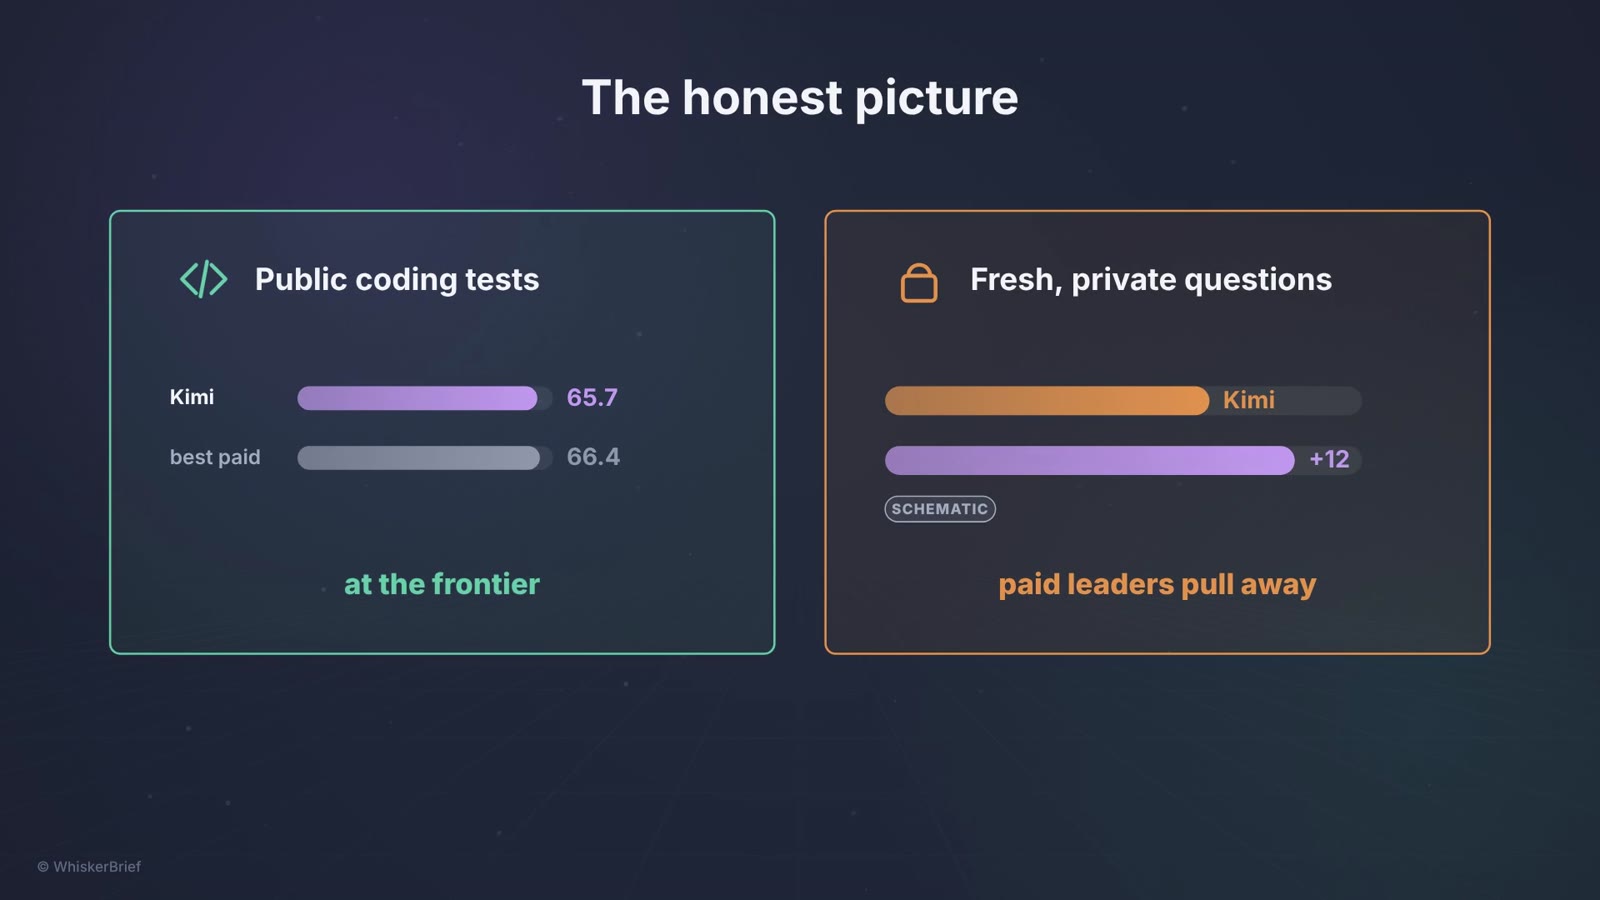 The honest picture
Public coding tests
Kimi 65.7
best paid 66.4
at the frontier
Fresh, private questions
Kimi
+12
SCHEMATIC
paid leaders pull away
© WhiskerBrief